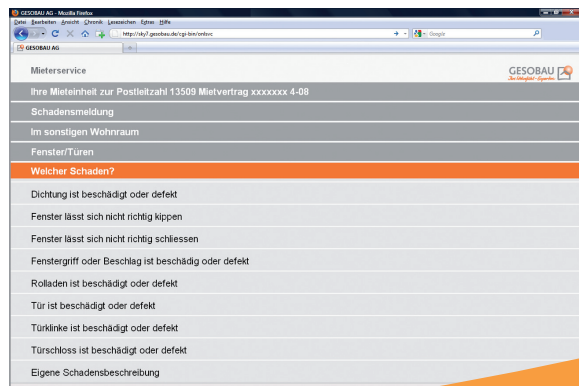 GESOBAU AG - Mozilla Firefox
Datei Bearbeiten Ansicht Chronik Lesezeichen Extras Hilfe
http://sky7.gesobau.de/cgi-bin/onlsvc
Google
GESOBAU AG
Mieterservice
GESOBAU
Ihre Mieteinheit zur Postleitzahl 13509 Mietvertrag xxxxxxx 4-08
Schadensmeldung
Im sonstigen Wohnraum
Fenster/Türen
Welcher Schaden?
Dichtung ist beschädigt oder defekt
Fenster lässt sich nicht richtig kippen
Fenster lässt sich nicht richtig schliessen
Fenstergriff oder Beschlag ist beschädig oder defekt
Rolladen ist beschädigt oder defekt
Tür ist beschädigt oder defekt
Türklinke ist beschädigt oder defekt
Türschloss ist beschädigt oder defekt
Eigene Schadensbeschreibung